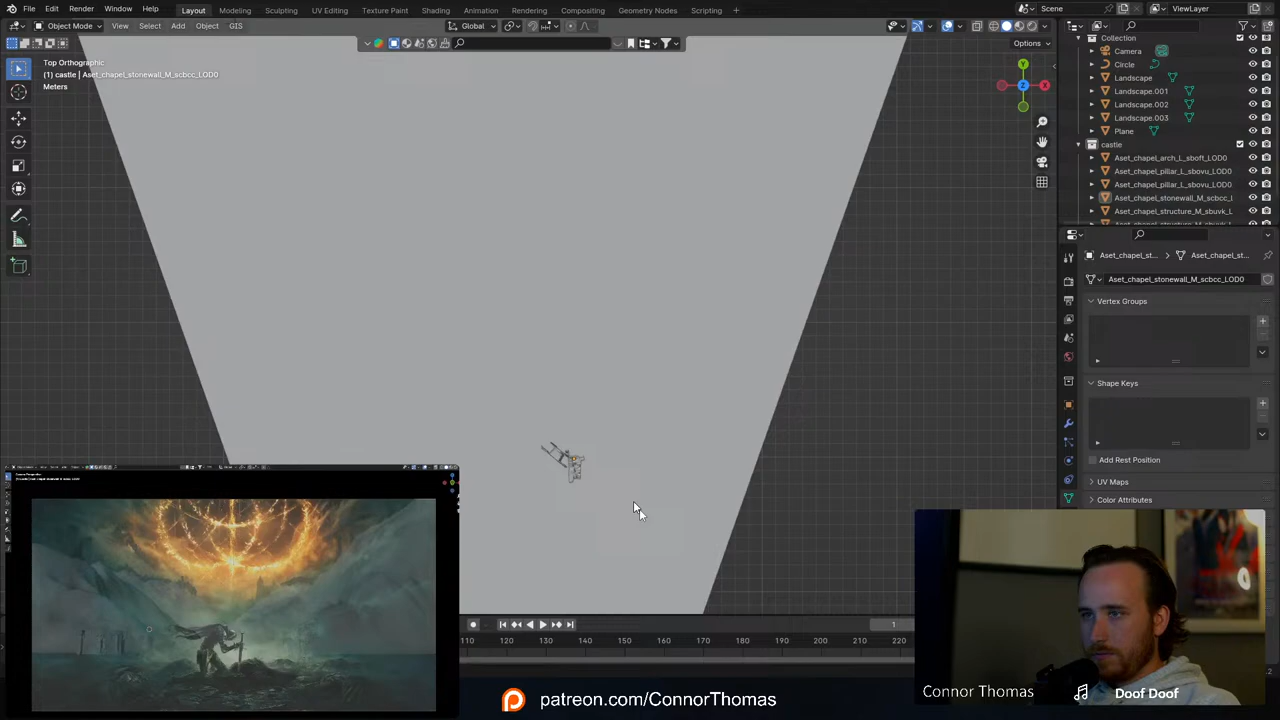 File Edit Render Window Help Layout Modeling Sculpting UV Editing Texture Paint Shading Animation Rendering Compositing Geometry Nodes Scripting + Scene ViewLayer
Object Mode View Select Add Object GIS Global
Options
Top Orthographic
(1) castle | Aset_chapel_stonewall_M_scbcc_LOD0
Meters
Y
X
Z
Collection
Camera
Circle
Landscape
Landscape.001
Landscape.002
Landscape.003
Plane
castle
Aset_chapel_arch_L_sboft_LOD0
Aset_chapel_pillar_L_sbovu_LOD0
Aset_chapel_pillar_L_sbovu_LOD0
Aset_chapel_stonewall_M_scbcc_l
Aset_chapel_structure_M_sbuvk_L
Aset_chapel_st... > Aset_chapel_st...
Aset_chapel_stonewall_M_scbcc_LOD0
Vertex Groups
Shape Keys
Add Rest Position
UV Maps
Color Attributes
1
110 120 130 140 150 160 170 180 190 200 210 220
patreon.com/ConnorThomas
Connor Thomas
Doof Doof